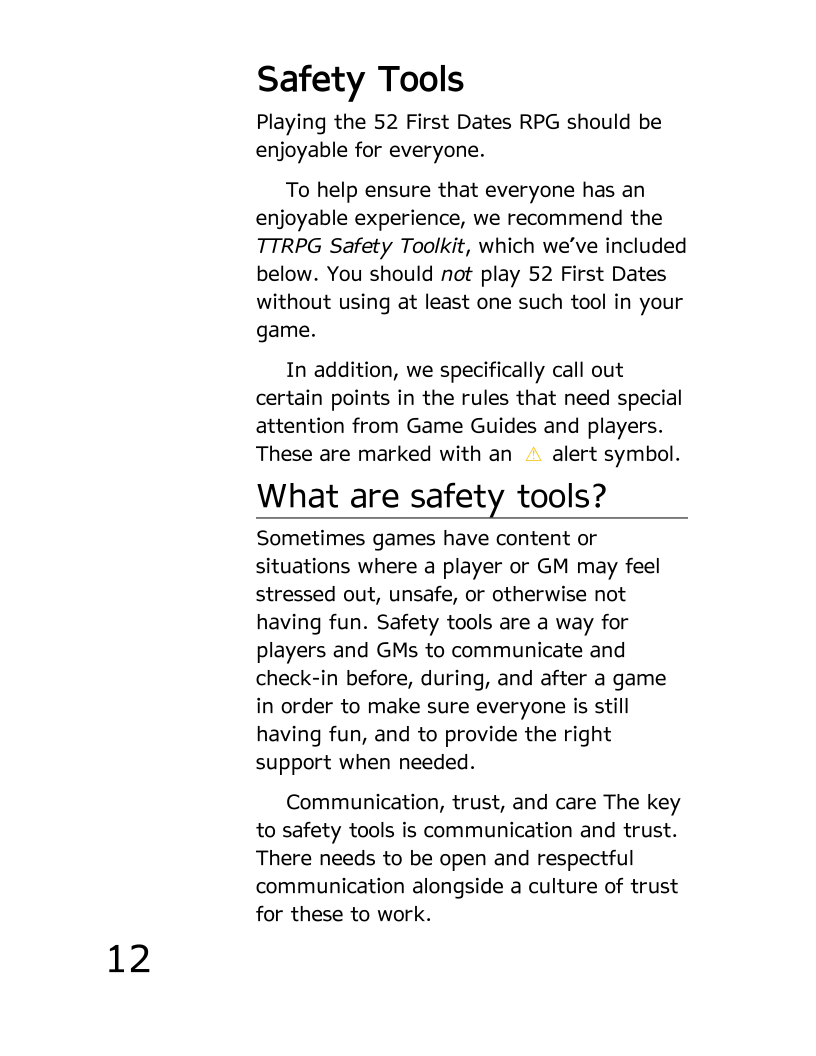 Safety Tools
Playing the 52 First Dates RPG should be
enjoyable for everyone.
To help ensure that everyone has an
enjoyable experience, we recommend the
TTRPG Safety Toolkit, which we’ve included
below. You should not play 52 First Dates
without using at least one such tool in your
game.
In addition, we specifically call out
certain points in the rules that need special
attention from Game Guides and players.
These are marked with an ⚠ alert symbol.
What are safety tools?
Sometimes games have content or
situations where a player or GM may feel
stressed out, unsafe, or otherwise not
having fun. Safety tools are a way for
players and GMs to communicate and
check-in before, during, and after a game
in order to make sure everyone is still
having fun, and to provide the right
support when needed.
Communication, trust, and care The key
to safety tools is communication and trust.
There needs to be open and respectful
communication alongside a culture of trust
for these to work.
12